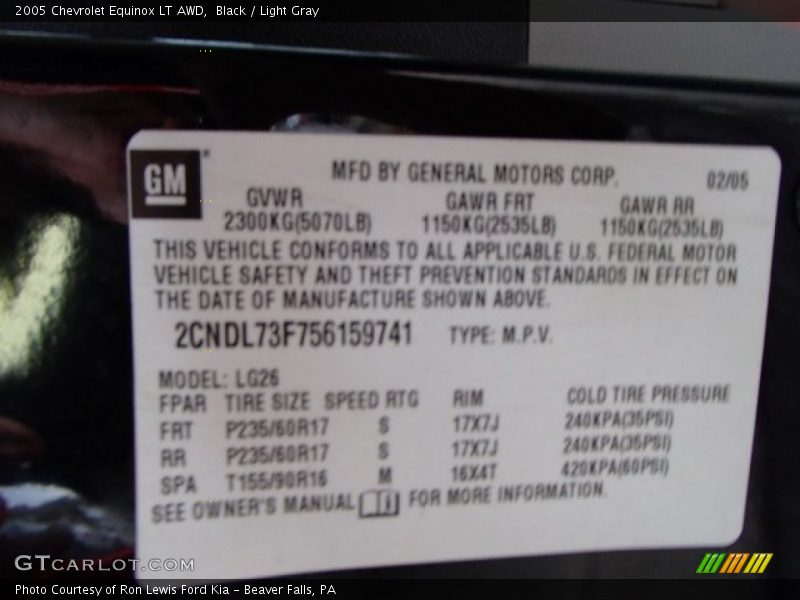 2005 Chevrolet Equinox LT AWD, Black / Light Gray
GM
MFD BY GENERAL MOTORS CORP. 02/05
GVWR GAWR FRT GAWR RR
2300KG(5070LB) 1150KG(2535LB) 1150KG(2535LB)
THIS VEHICLE CONFORMS TO ALL APPLICABLE U.S. FEDERAL MOTOR
VEHICLE SAFETY AND THEFT PREVENTION STANDARDS IN EFFECT ON
THE DATE OF MANUFACTURE SHOWN ABOVE.
2CNDL73F756159741 TYPE: M.P.V.
MODEL: LG26
FPAR TIRE SIZE SPEED RTG RIM COLD TIRE PRESSURE
FRT P235/60R17 S 17X7J 240KPA(35PSI)
RR P235/60R17 S 17X7J 240KPA(35PSI)
SPA T155/90R16 M 16X4T 420KPA(60PSI)
SEE OWNER'S MANUAL i FOR MORE INFORMATION.
GTCARLOT.COM
Photo Courtesy of Ron Lewis Ford Kia - Beaver Falls, PA